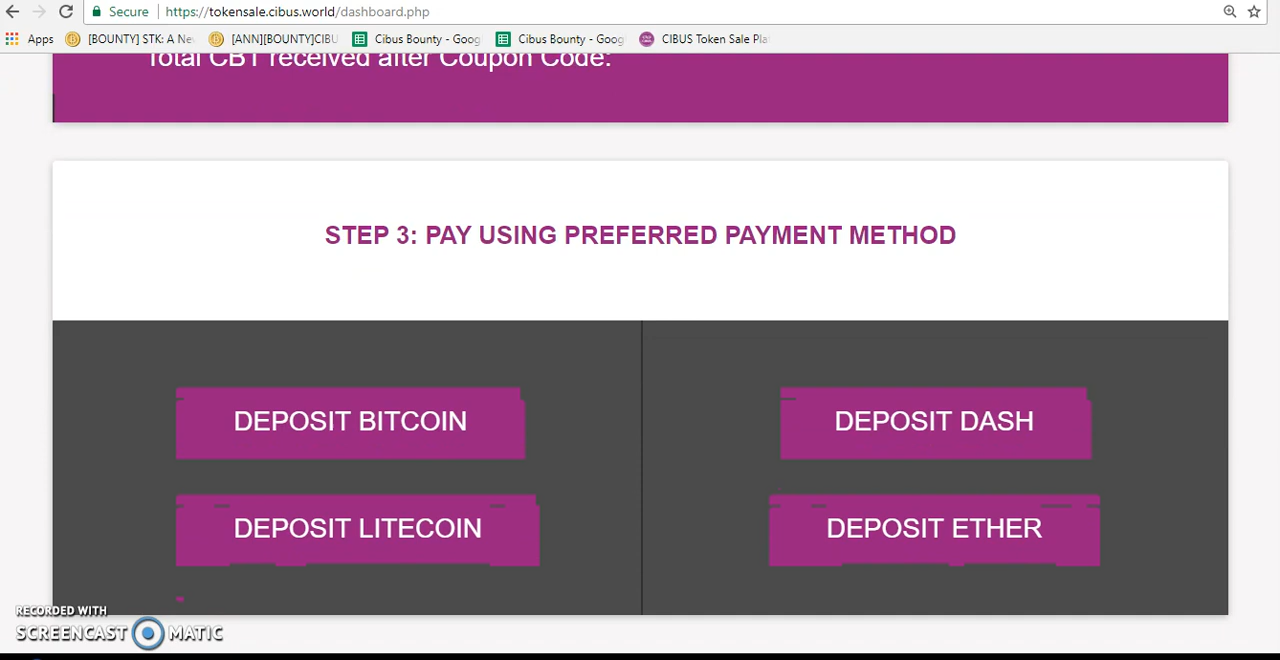 Secure https://tokensale.cibus.world/dashboard.php
Apps [BOUNTY] STK: A Ne [ANN][BOUNTY]CIBU Cibus Bounty - Goog Cibus Bounty - Goog CIBUS Token Sale Pla
Total CBT received after Coupon Code:
STEP 3: PAY USING PREFERRED PAYMENT METHOD
DEPOSIT BITCOIN DEPOSIT DASH
DEPOSIT LITECOIN DEPOSIT ETHER
RECORDED WITH
SCREENCAST MATIC